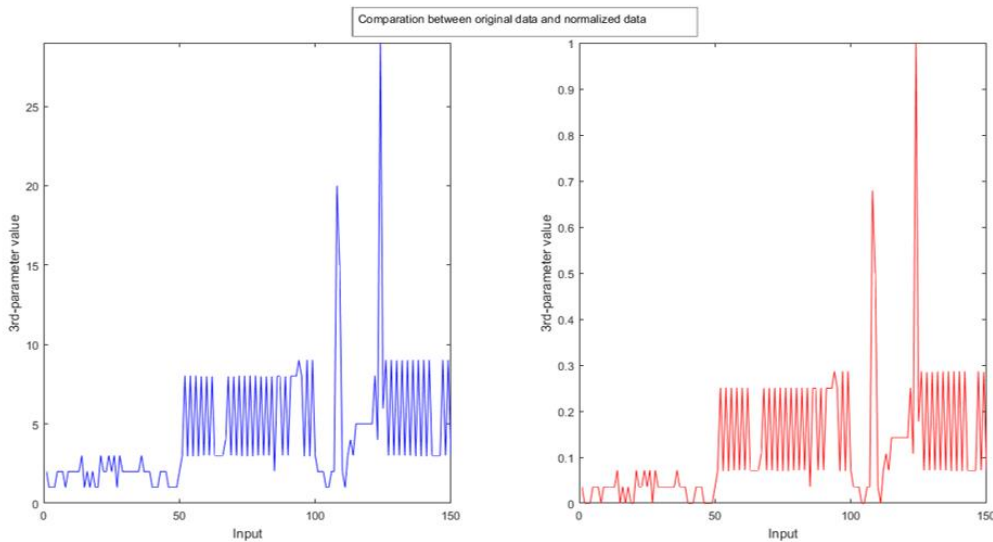 Comparation between original data and normalized data
3rd-parameter value
25
20
15
10
5
0
0 50 100 150
Input
3rd-parameter value
1
0.9
0.8
0.7
0.6
0.5
0.4
0.3
0.2
0.1
0
0 50 100 150
Input